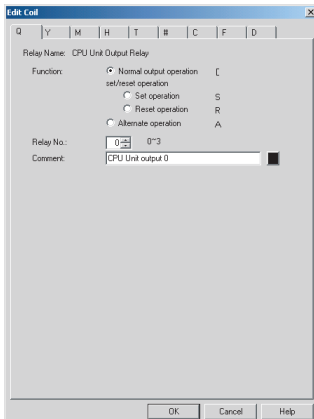 Edit Coil
Q Y M H T # C F D
Relay Name: CPU Unit Output Relay
Function: Normal output operation [
set/reset operation
Set operation S
Reset operation R
Alternate operation A
Relay No.: 0 0~3
Comment: CPU Unit output 0
OK Cancel Help